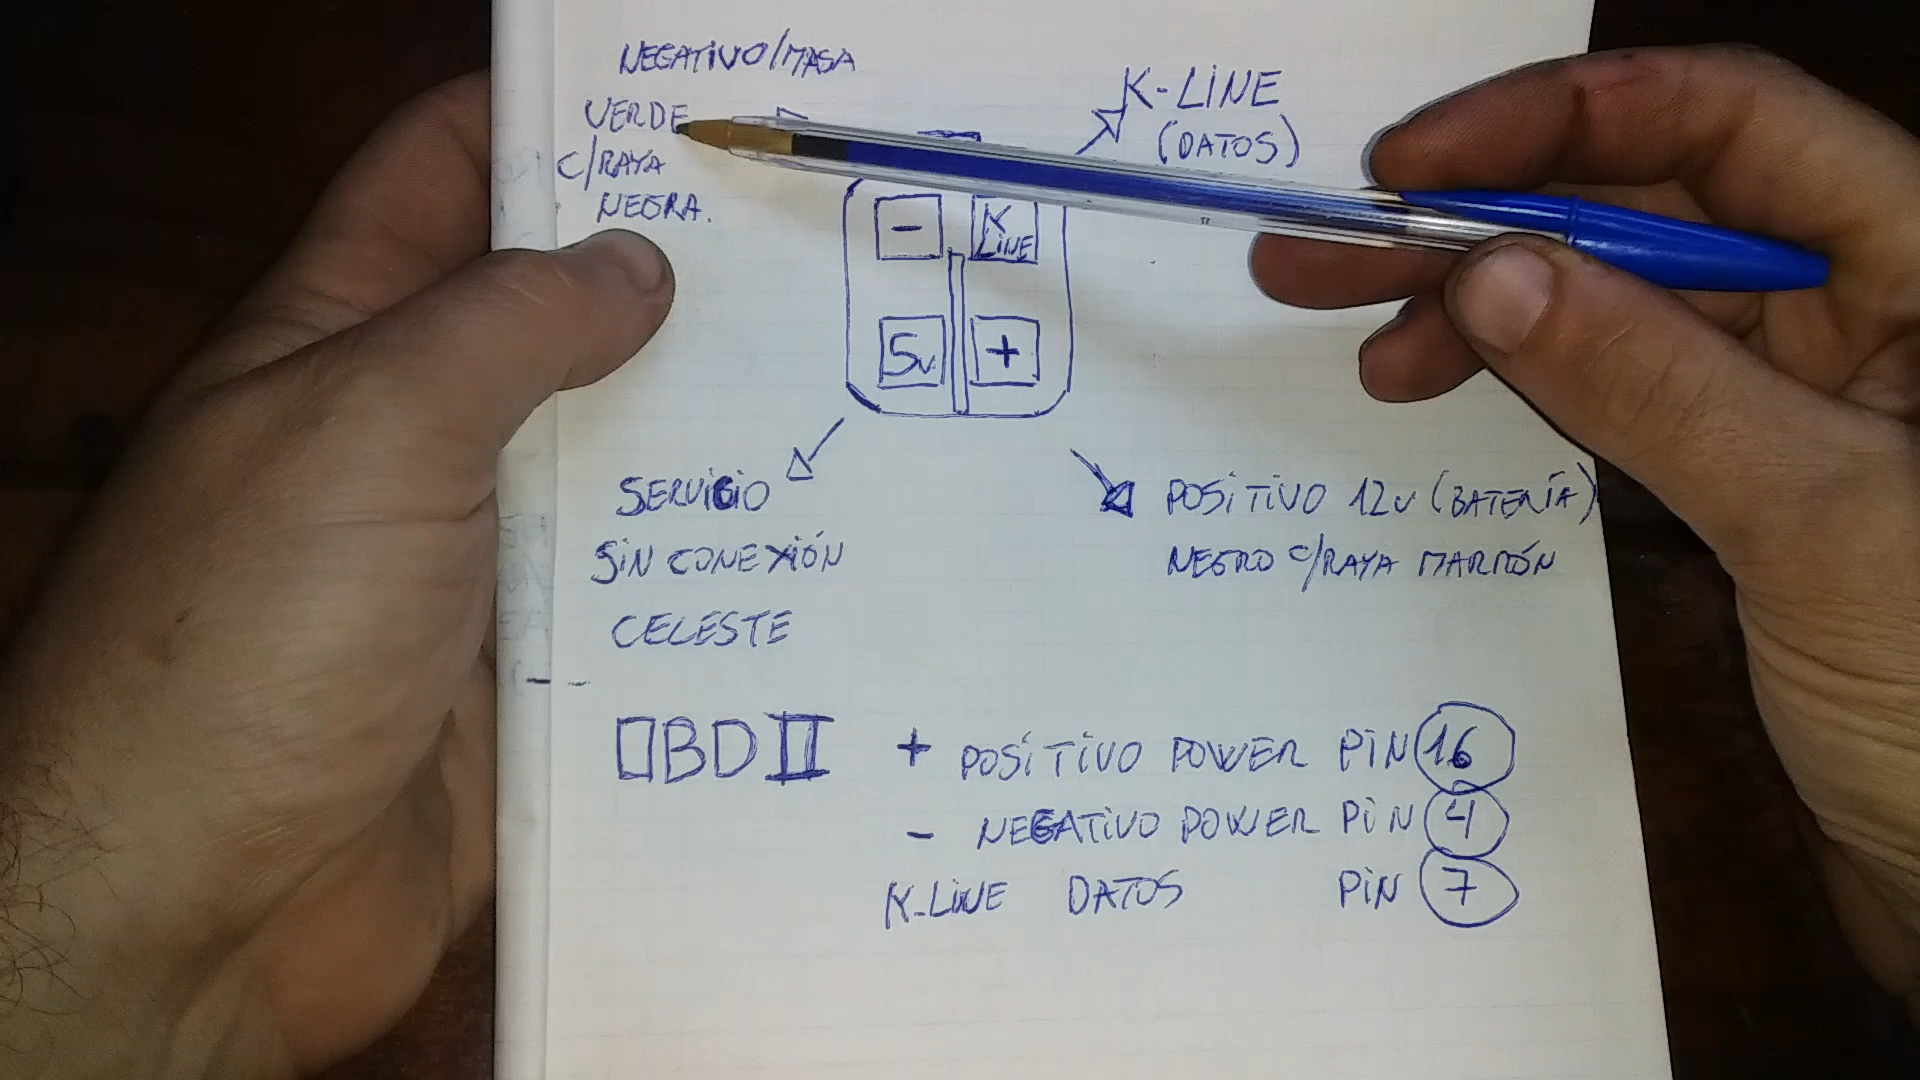 NEGATIVO/MASA
VERDE
C/RAYA
NEGRA.
K-LINE
(DATOS)
- K LINE
Sv +
SERVICIO
SIN CONEXIÓN
CELESTE
POSITIVO 12V (BATERÍA)
NEGRO C/RAYA MARRÓN
OBD II
+ POSITIVO POWER PIN 16
- NEGATIVO POWER PIN 4
K-LINE DATOS PIN 7